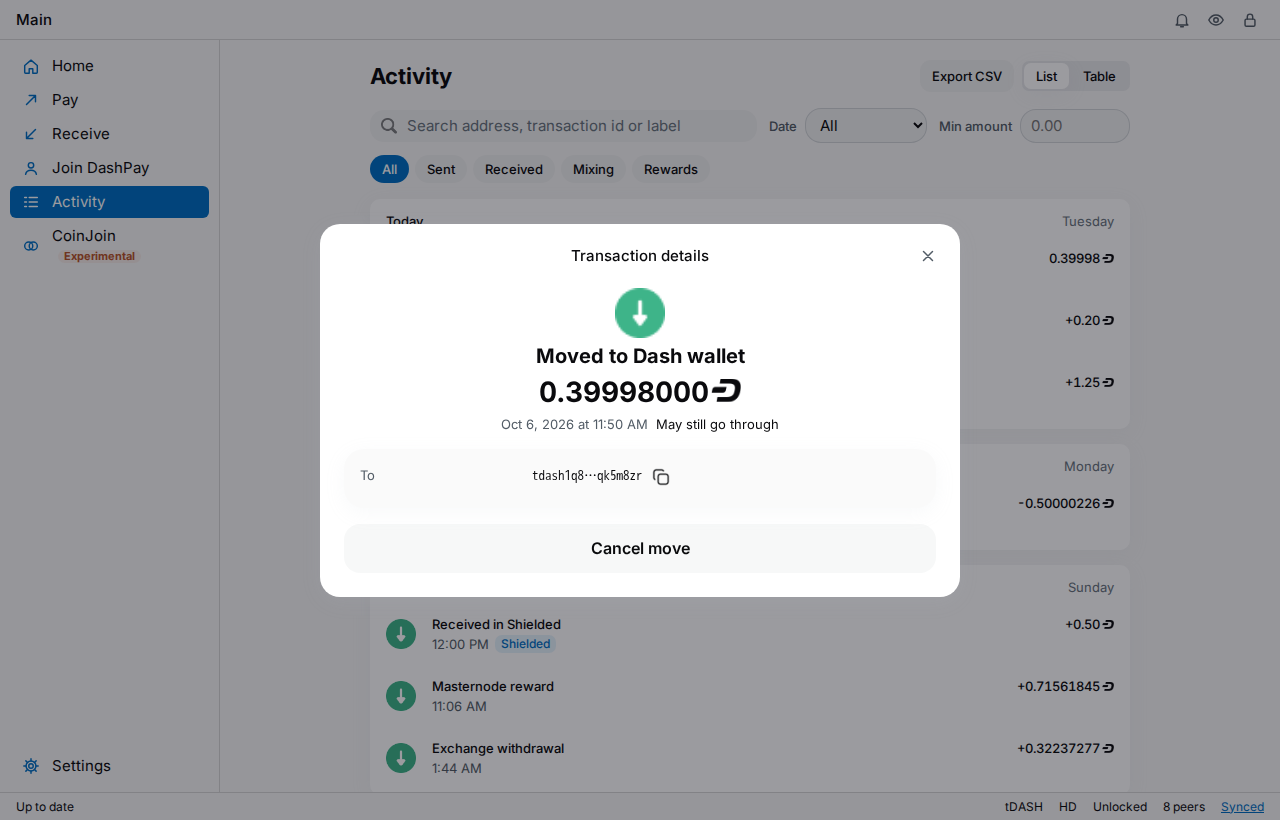 Main
Home
Pay
Receive
Join DashPay
Activity
CoinJoin
Experimental
Settings
Activity
Export CSV
List
Table
Search address, transaction id or label
Date
All
Min amount
0.00
All
Sent
Received
Mixing
Rewards
Today
Tuesday
0.39998
+0.20
+1.25
Monday
-0.50000226
Sunday
Transaction details
Moved to Dash wallet
0.39998000
Oct 6, 2026 at 11:50 AM May still go through
To
tdash1q8···qk5m8zr
Cancel move
Received in Shielded
+0.50
12:00 PM Shielded
Masternode reward
+0.71561845
11:06 AM
Exchange withdrawal
+0.32237277
1:44 AM
Up to date
tDASH
HD
Unlocked
8 peers
Synced